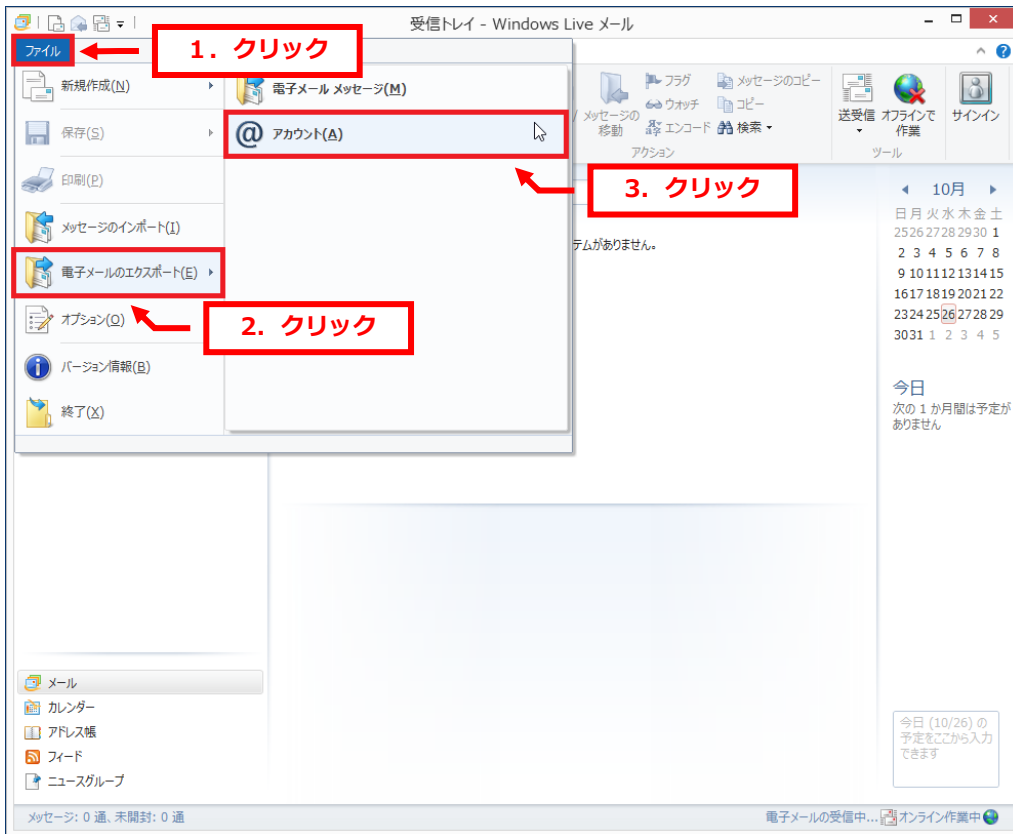 受信トレイ - Windows Live メール
ファイル
1. クリック
新規作成(N)
保存(S)
印刷(P)
メッセージのインポート(I)
電子メールのエクスポート(E)
オプション(O)
バージョン情報(B)
終了(X)
電子メール メッセージ(M)
アカウント(A)
3. クリック
2. クリック
メッセージの
移動
フラグ
ウォッチ
エンコード
メッセージのコピー
コピー
検索
アクション
送受信
オフラインで
作業
ツール
サインイン
テムがありません。
10月
日 月 火 水 木 金 土
25 26 27 28 29 30 1
2 3 4 5 6 7 8
9 10 11 12 13 14 15
16 17 18 19 20 21 22
23 24 25 26 27 28 29
30 31 1 2 3 4 5
今日
次の 1 か月間は予定が
ありません
メール
カレンダー
アドレス帳
フィード
ニュースグループ
今日 (10/26) の
予定をここから入力
できます
メッセージ: 0 通、未開封: 0 通
電子メールの受信中...
オンライン作業中